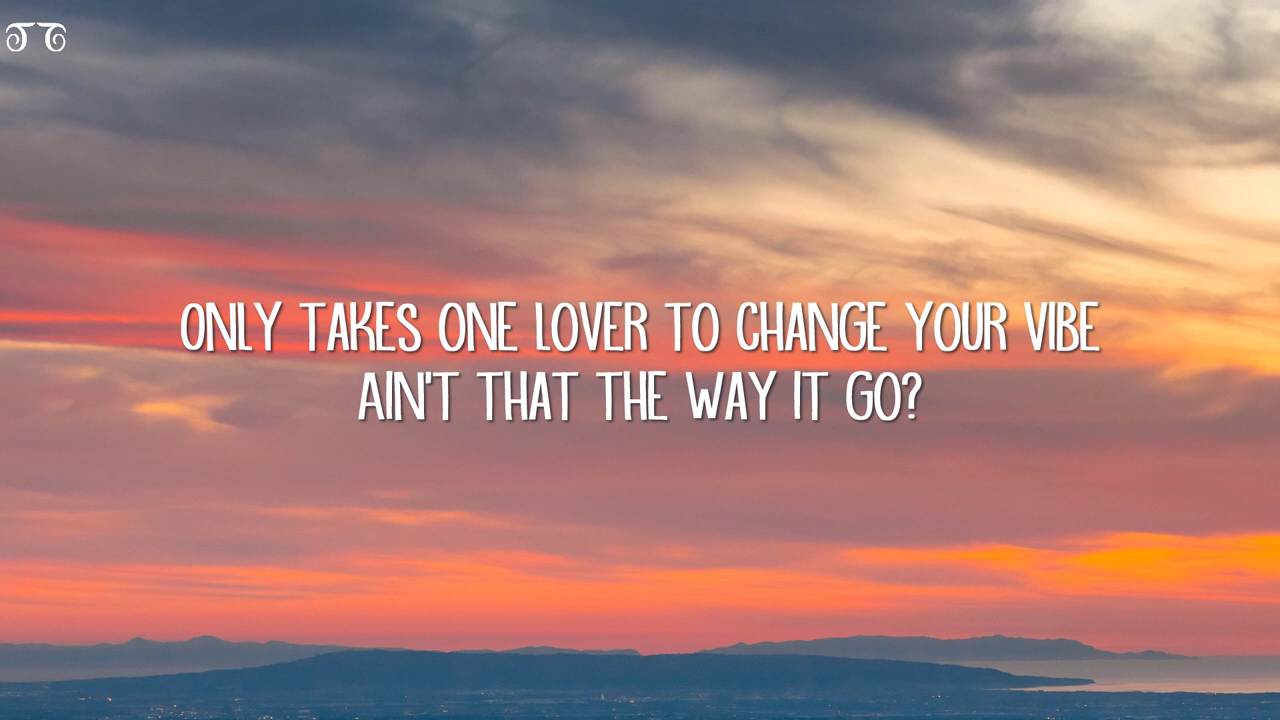 ONLY TAKES ONE LOVER TO CHANGE YOUR VIBE
AIN'T THAT THE WAY IT GO?